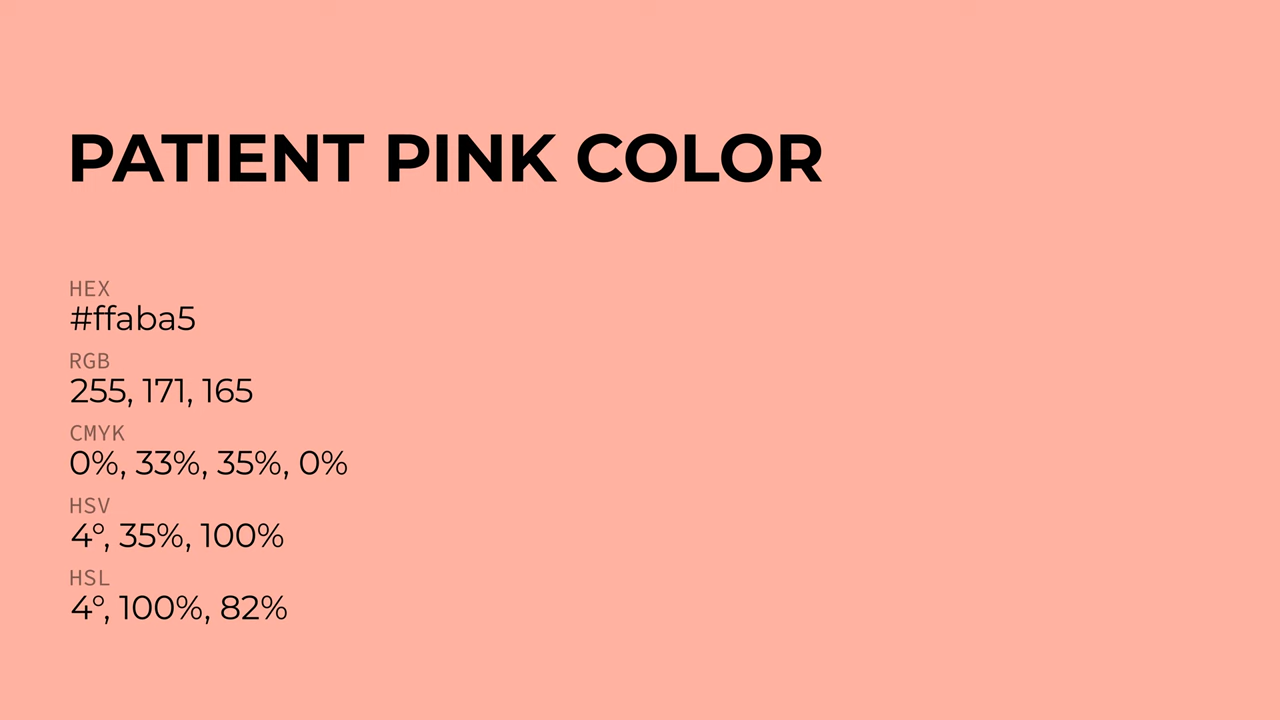 PATIENT PINK COLOR
HEX
#ffaba5
RGB
255, 171, 165
CMYK
0%, 33%, 35%, 0%
HSV
4°, 35%, 100%
HSL
4°, 100%, 82%